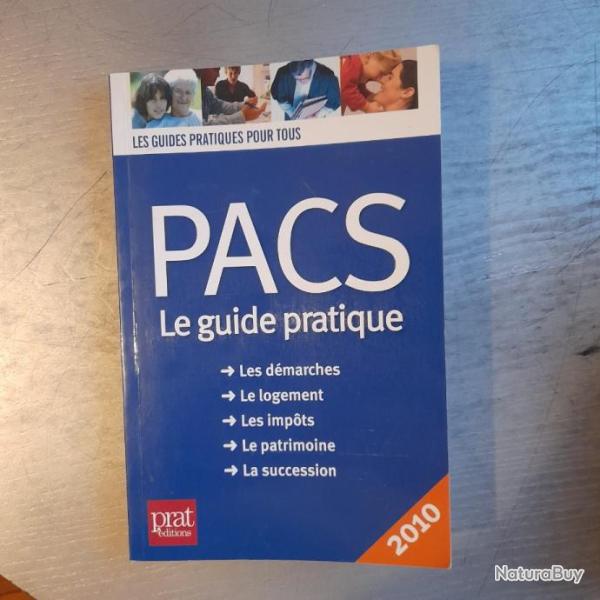 LES GUIDES PRATIQUES POUR TOUS
PACS
Le guide pratique
➔ Les démarches
➔ Le logement
➔ Les impôts
➔ Le patrimoine
➔ La succession
prat
éditions
2010
NaturaBuy